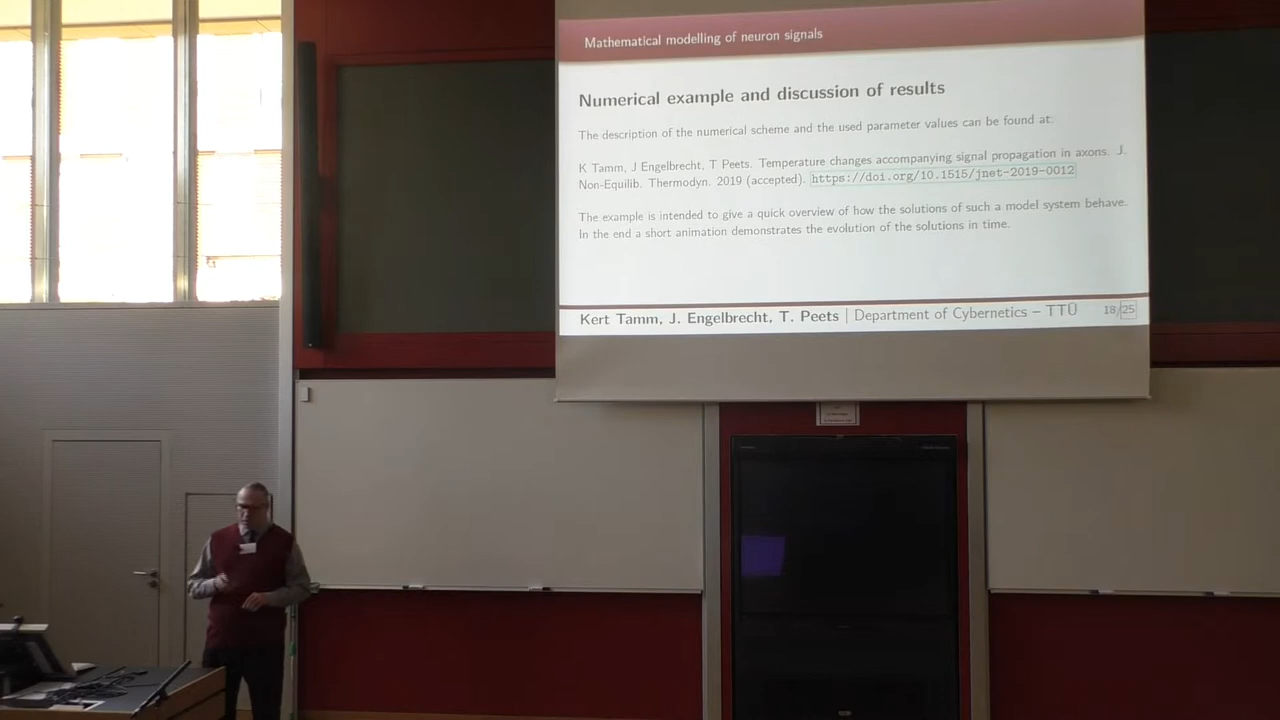 Mathematical modelling of neuron signals
Numerical example and discussion of results
The description of the numerical scheme and the used parameter values can be found at:
K Tamm, J Engelbrecht, T Peets. Temperature changes accompanying signal propagation in axons. J.
Non-Equilib. Thermodyn. 2019 (accepted). https://doi.org/10.1515/jnet-2019-0012
The example is intended to give a quick overview of how the solutions of such a model system behave.
In the end a short animation demonstrates the evolution of the solutions in time.
Kert Tamm, J. Engelbrecht, T. Peets | Department of Cybernetics – TTÜ 18/25